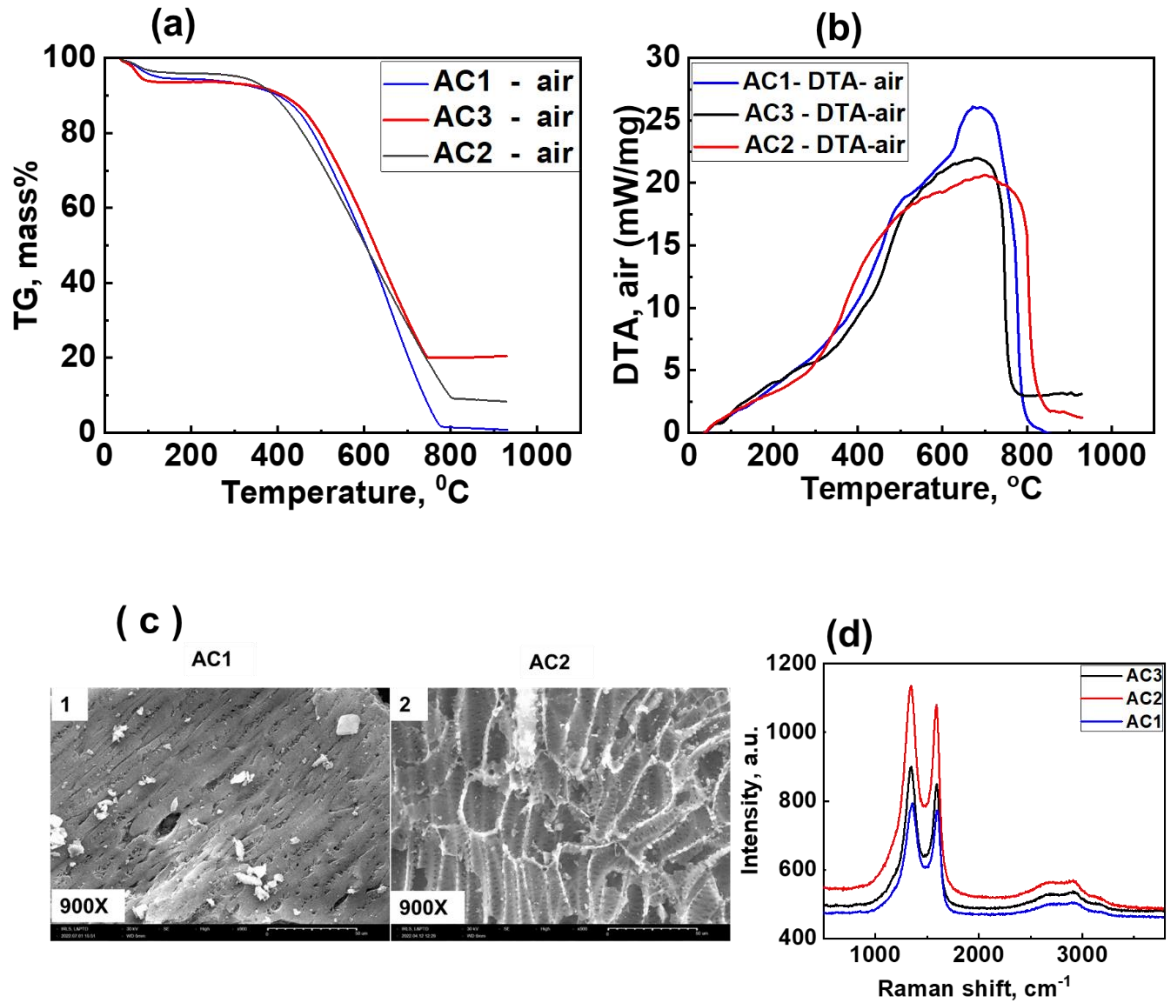 (a)
100
80
60
40
20
0
0 200 400 600 800 1000
TG, mass%
Temperature, ⁰C
AC1 - air
AC3 - air
AC2 - air
(b)
30
25
20
15
10
5
0
0 200 400 600 800 1000
DTA, air (mW/mg)
Temperature, °C
AC1- DTA- air
AC3 - DTA-air
AC2 - DTA-air
( c )
AC1
AC2
1
900X
2
900X
(d)
1200
1000
800
600
400
1000 2000 3000
Intensity, a.u.
Raman shift, cm⁻¹
AC3
AC2
AC1